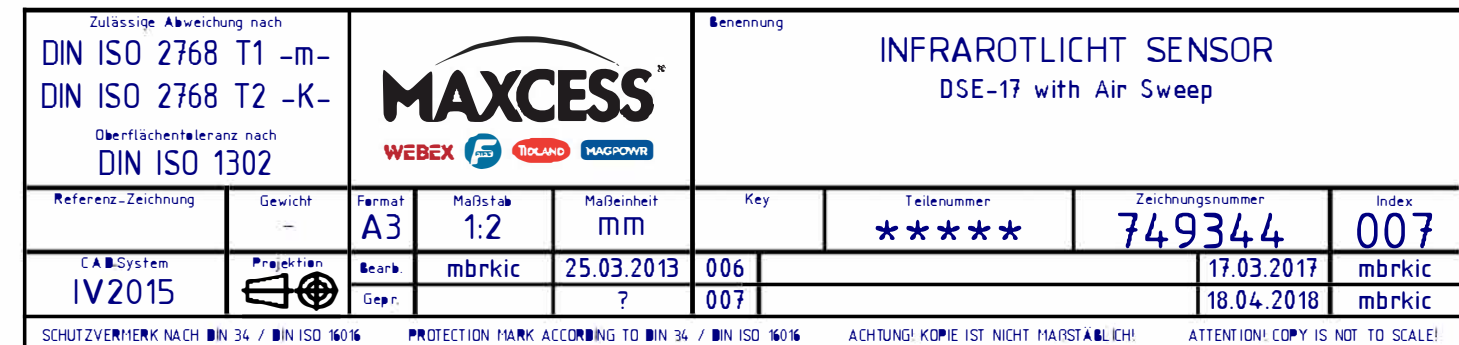 Zulässige Abweichung nach
DIN ISO 2768 T1 -m-
DIN ISO 2768 T2 -K-
Oberflächentoleranz nach
DIN ISO 1302
MAXCESS
WEBEX FIFE TIDLAND MAGPOWR
Benennung
INFRAROTLICHT SENSOR
DSE-17 with Air Sweep
Referenz-Zeichnung Gewicht Format Maßstab Maßeinheit Key Teilenummer Zeichnungsnummer Index
- A3 1:2 mm ***** 749344 007
CAD-System Projektion Bearb. mbrkic 25.03.2013 006 17.03.2017 mbrkic
IV2015 Gepr. ? 007 18.04.2018 mbrkic
SCHUTZVERMERK NACH DIN 34 / DIN ISO 16016 PROTECTION MARK ACCORDING TO DIN 34 / DIN ISO 16016 ACHTUNG! KOPIE IST NICHT MAßSTÄBLICH! ATTENTION! COPY IS NOT TO SCALE!